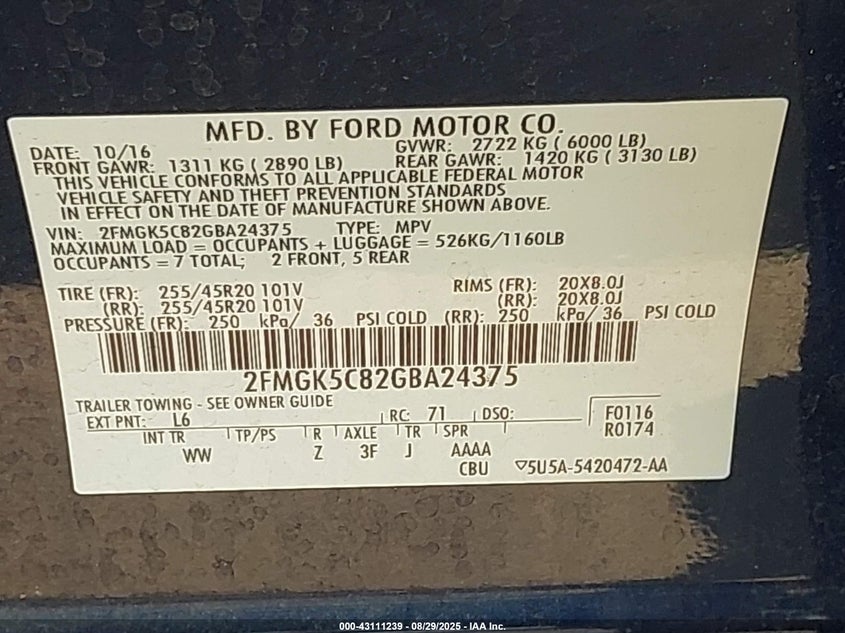 MFD. BY FORD MOTOR CO.
DATE: 10/16 GVWR: 2722 KG ( 6000 LB)
FRONT GAWR: 1311 KG ( 2890 LB) REAR GAWR: 1420 KG ( 3130 LB)
THIS VEHICLE CONFORMS TO ALL APPLICABLE FEDERAL MOTOR
VEHICLE SAFETY AND THEFT PREVENTION STANDARDS
IN EFFECT ON THE DATE OF MANUFACTURE SHOWN ABOVE.
VIN: 2FMGK5C82GBA24375 TYPE: MPV
MAXIMUM LOAD = OCCUPANTS + LUGGAGE = 526KG/1160LB
OCCUPANTS = 7 TOTAL; 2 FRONT, 5 REAR
TIRE (FR): 255/45R20 101V RIMS (FR): 20X8.0J
(RR): 255/45R20 101V (RR): 20X8.0J
PRESSURE (FR): 250 kPa/ 36 PSI COLD (RR): 250 kPa/ 36 PSI COLD
2FMGK5C82GBA24375
TRAILER TOWING - SEE OWNER GUIDE
EXT PNT: L6 RC: 71 DSO: F0116
INT TR TP/PS R AXLE TR SPR R0174
WW Z 3F J AAAA
CBU ▽5U5A-5420472-AA
000-43111239 - 08/29/2025 - IAA Inc.